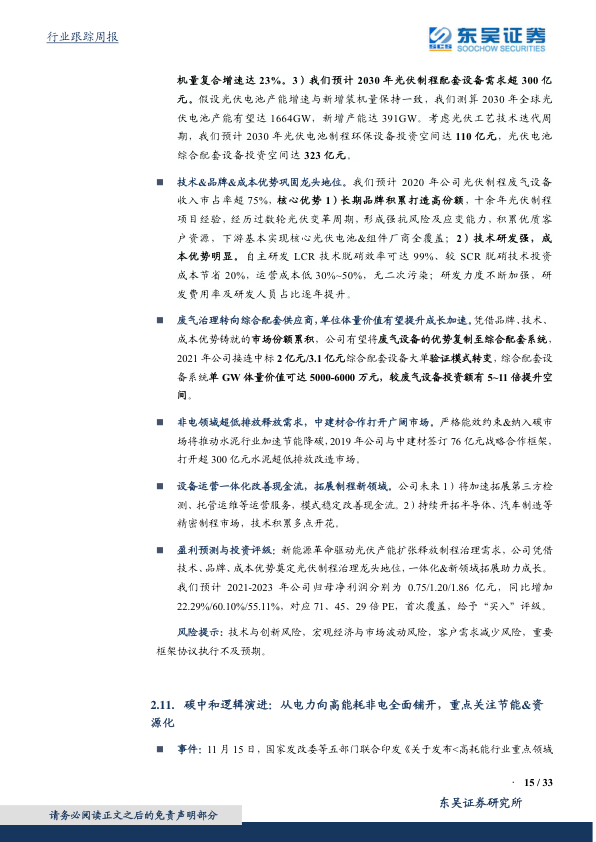 行业跟踪周报
东吴证券
SCS
SOOCHOW SECURITIES
机量复合增速达 23%。3）我们预计 2030 年光伏制程配套设备需求超 300 亿
元。假设光伏电池产能增速与新增装机量保持一致，我们测算 2030 年全球光
伏电池产能有望达 1664GW，新增产能达 391GW。考虑光伏工艺技术迭代周
期，我们预计 2030 年光伏电池制程环保设备投资空间达 110 亿元，光伏电池
综合配套设备投资空间达 323 亿元。
■ 技术&品牌&成本优势巩固龙头地位。我们预计 2020 年公司光伏制程废气设备
收入市占率超 75%，核心优势 1）长期品牌积累打造高份额，十余年光伏制程
项目经验，经历过数轮光伏变革周期，形成强抗风险及应变能力，积累优质客
户资源，下游基本实现核心光伏电池&组件厂商全覆盖；2）技术研发强，成
本优势明显。自主研发 LCR 技术脱硝效率可达 99%、较 SCR 脱硝技术投资
成本节省 20%，运营成本低 30%~50%，无二次污染；研发力度不断加强，研
发费用率及研发人员占比逐年提升。
■ 废气治理转向综合配套供应商，单位体量价值有望提升成长加速。凭借品牌、技术、
成本优势铸就的市场份额累积，公司有望将废气设备的优势复制至综合配套系统，
2021 年公司接连中标 2 亿元/3.1 亿元综合配套设备大单验证模式转变，综合配套设
备系统单 GW 体量价值可达 5000-6000 万元，较废气设备投资额有 5~11 倍提升空
间。
■ 非电领域超低排放释放需求，中建材合作打开广阔市场。严格能效约束&纳入碳市
场将推动水泥行业加速节能降碳，2019 年公司与中建材签订 76 亿元战略合作框架，
打开超 300 亿元水泥超低排放改造市场。
■ 设备运营一体化改善现金流，拓展制程新领域。公司未来 1）将加速拓展第三方检
测、托管运维等运营服务，模式稳定改善现金流。2）持续开拓半导体、汽车制造等
精密制程市场，技术积累多点开花。
■ 盈利预测与投资评级：新能源革命驱动光伏产能扩张释放制程治理需求，公司凭借
技术、品牌、成本优势奠定光伏制程治理龙头地位，一体化&新领域拓展助力成长。
我们预计 2021-2023 年公司归母净利润分别为 0.75/1.20/1.86 亿元，同比增加
22.29%/60.10%/55.11%，对应 71、45、29 倍 PE，首次覆盖，给予“买入”评级。
风险提示：技术与创新风险，宏观经济与市场波动风险，客户需求减少风险，重要
框架协议执行不及预期。
2.11. 碳中和逻辑演进：从电力向高能耗非电全面铺开，重点关注节能&资
源化
■ 事件：11 月 15 日，国家发改委等五部门联合印发《关于发布<高耗能行业重点领域
· 15 / 33
东吴证券研究所
请务必阅读正文之后的免责声明部分